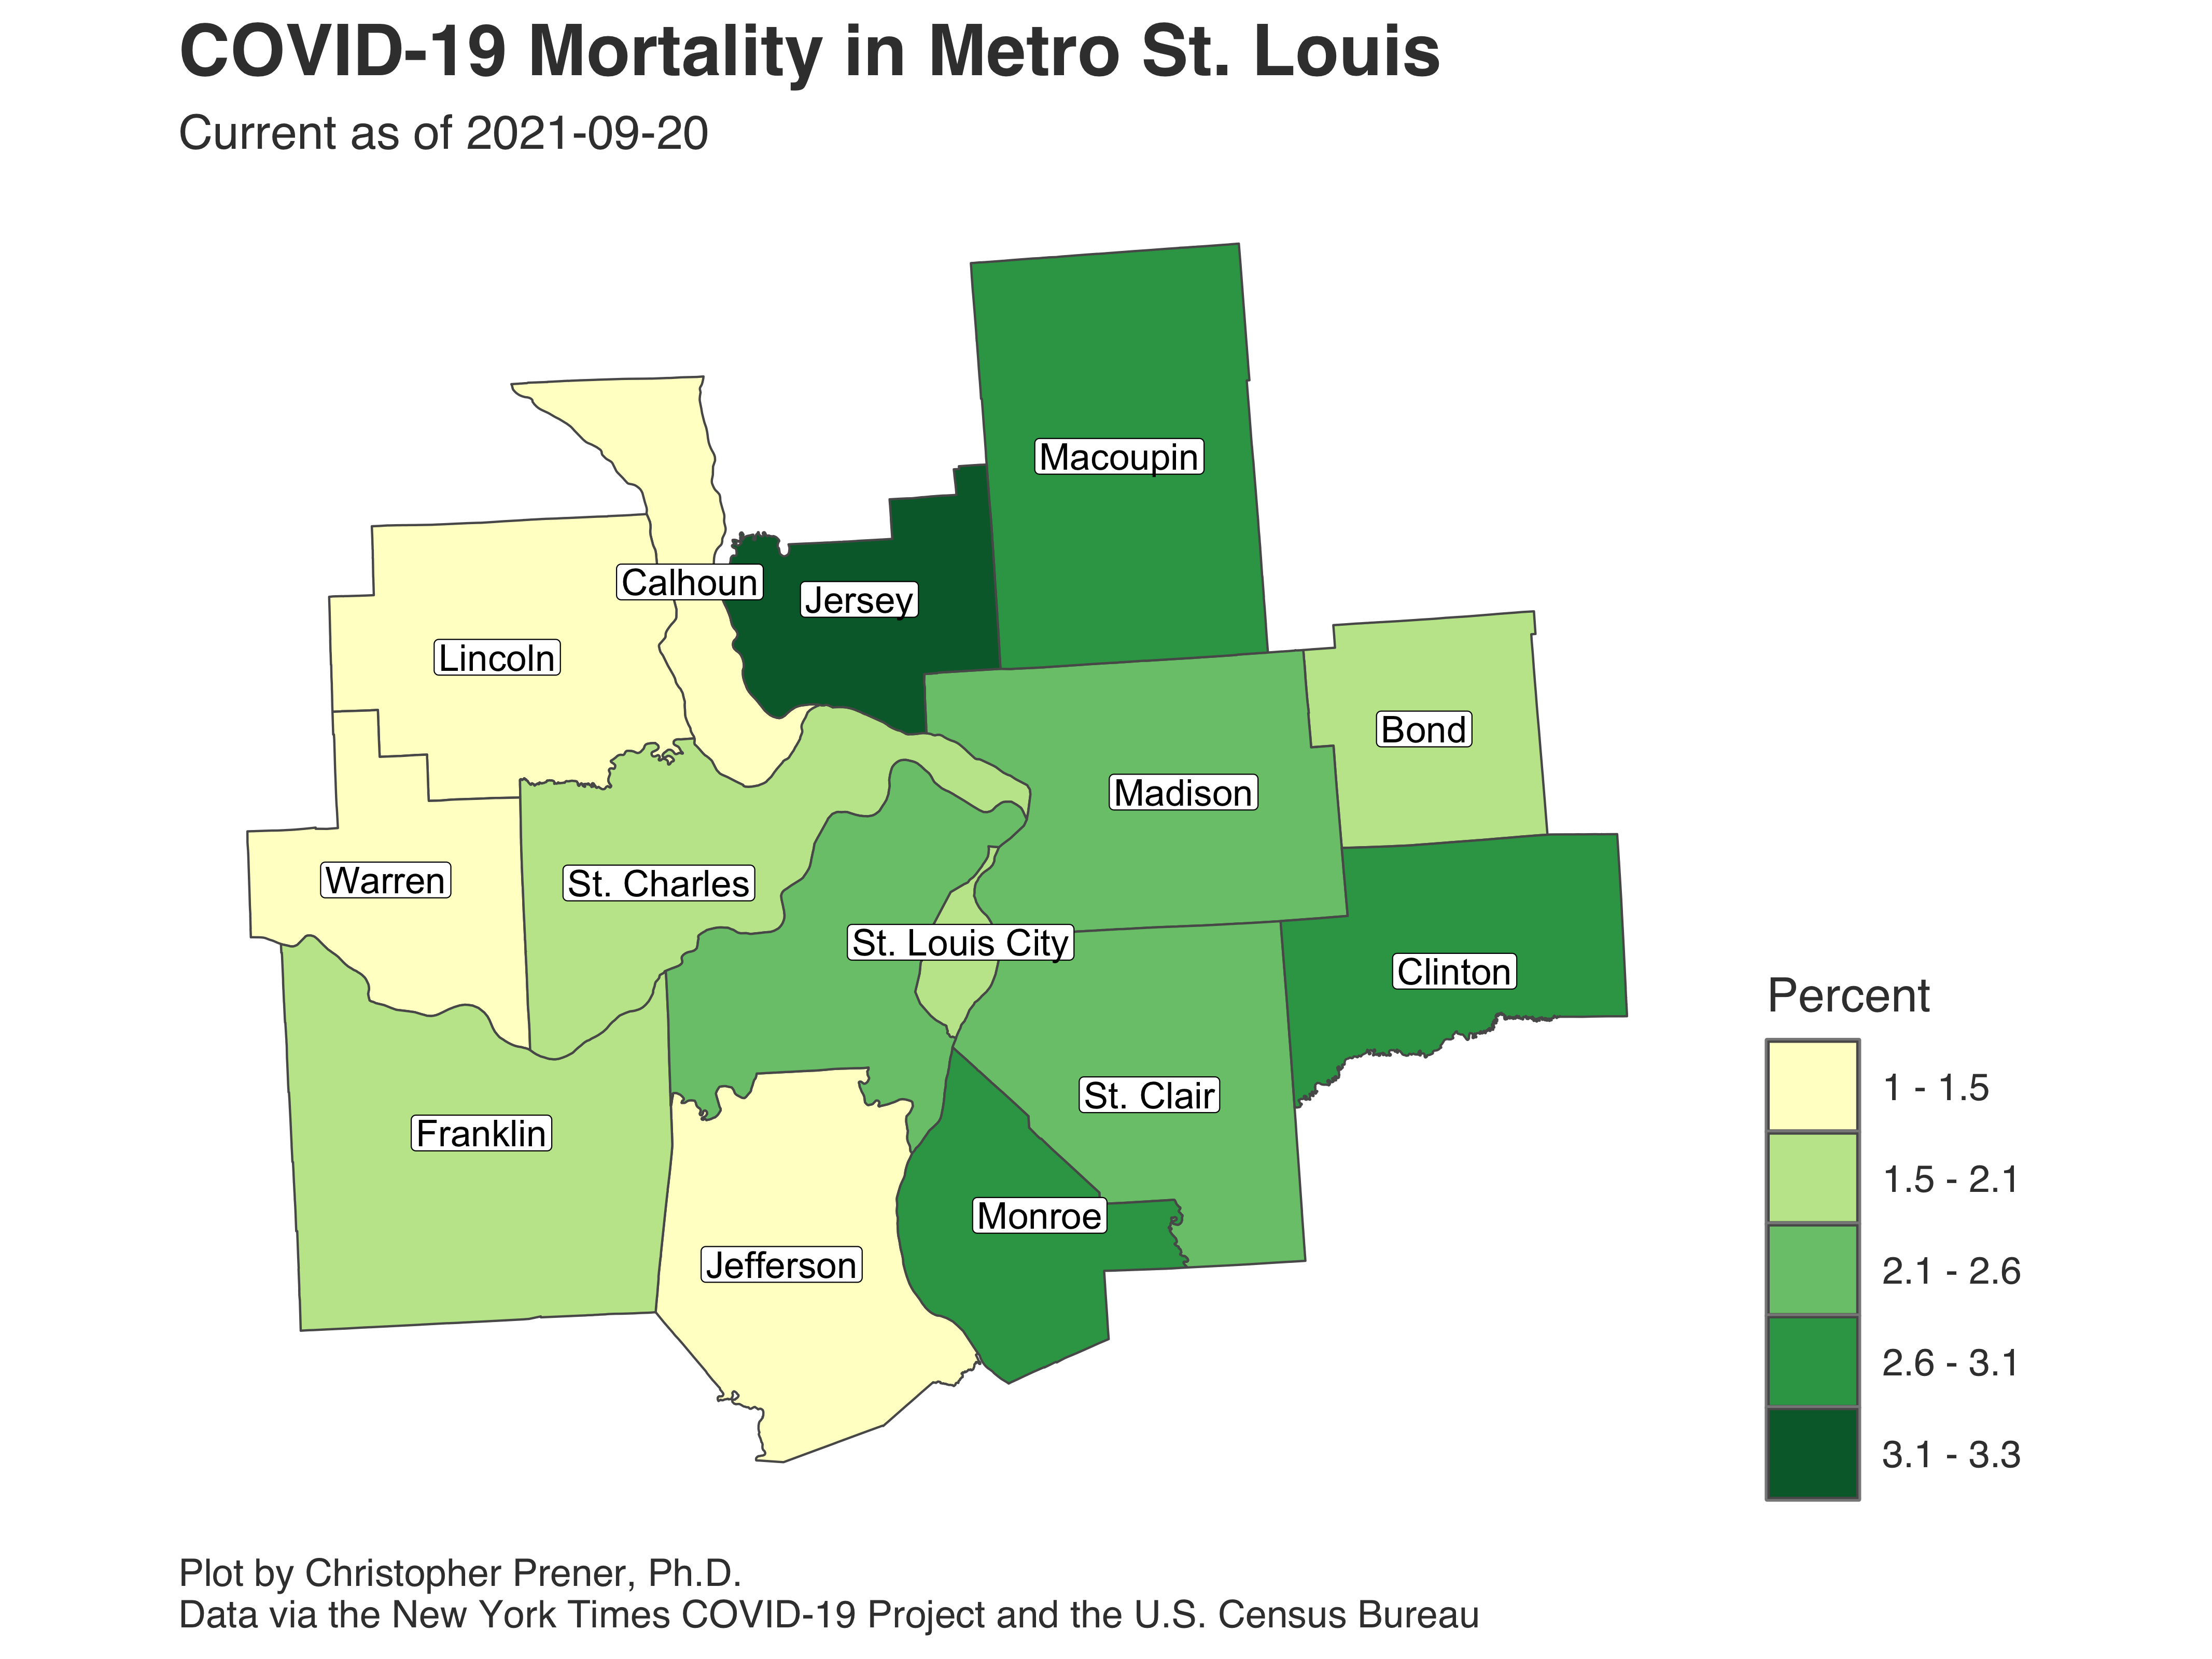 COVID-19 Mortality in Metro St. Louis
Current as of 2021-09-20
Macoupin
Calhoun
Jersey
Lincoln
Bond
Madison
Warren
St. Charles
St. Louis City
Clinton
St. Clair
Franklin
Monroe
Jefferson
Percent
1 - 1.5
1.5 - 2.1
2.1 - 2.6
2.6 - 3.1
3.1 - 3.3
Plot by Christopher Prener, Ph.D.
Data via the New York Times COVID-19 Project and the U.S. Census Bureau